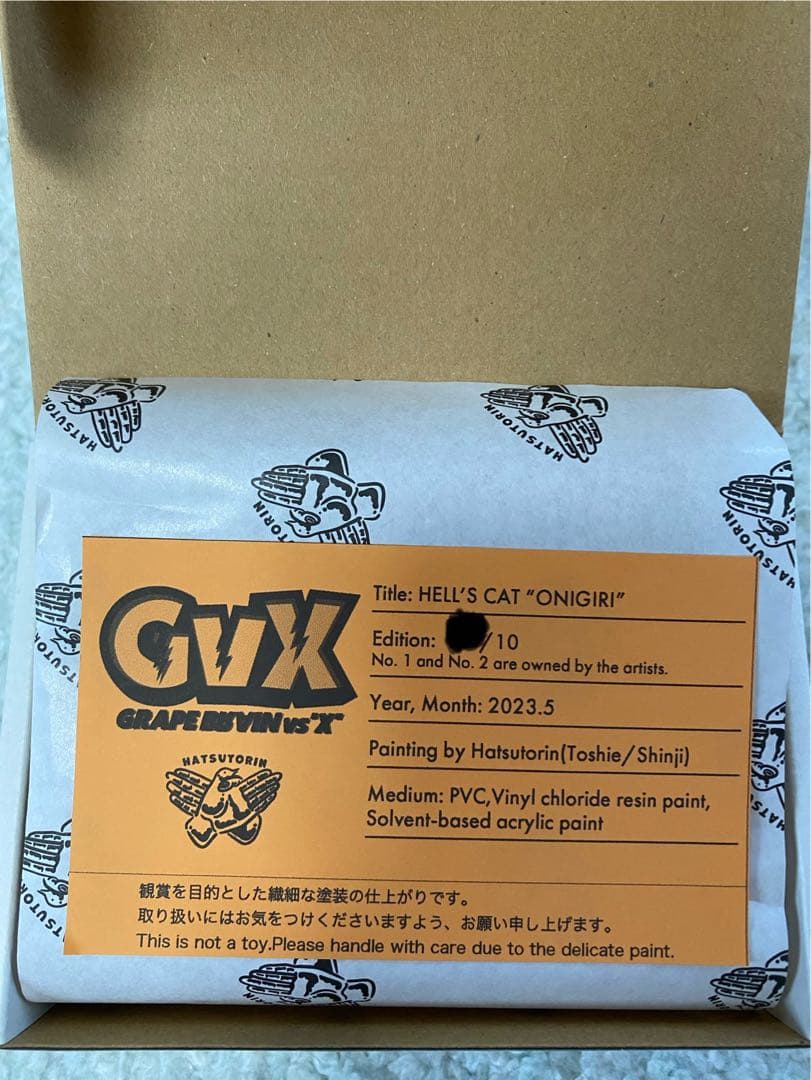 HATSUTORIN
HATSUTORIN
HATSUTORIN
GVX
GRAPE BRAIN vs "X"
HATSUTORIN
Title: HELL'S CAT "ONIGIRI"
Edition: /10
No. 1 and No. 2 are owned by the artists.
Year, Month: 2023.5
Painting by Hatsutorin(Toshie/Shinji)
Medium: PVC,Vinyl chloride resin paint,
Solvent-based acrylic paint
観賞を目的とした繊細な塗装の仕上がりです。
取り扱いにはお気をつけくださいますよう、お願い申し上げます。
This is not a toy.Please handle with care due to the delicate paint.